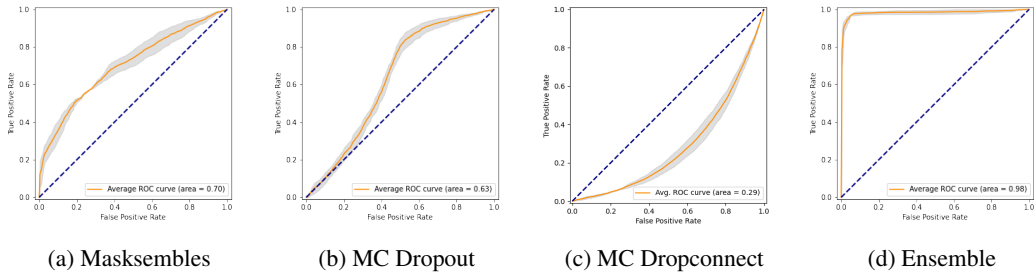 1.0
0.8
0.6
0.4
0.2
0.0
True Positive Rate
0.0 0.2 0.4 0.6 0.8 1.0
False Positive Rate
Average ROC curve (area = 0.70)
(a) Masksembles
1.0
0.8
0.6
0.4
0.2
0.0
True Positive Rate
0.0 0.2 0.4 0.6 0.8 1.0
False Positive Rate
Average ROC curve (area = 0.63)
(b) MC Dropout
1.0
0.8
0.6
0.4
0.2
0.0
True Positive Rate
0.0 0.2 0.4 0.6 0.8 1.0
False Positive Rate
Avg. ROC curve (area = 0.29)
(c) MC Dropconnect
1.0
0.8
0.6
0.4
0.2
0.0
True Positive Rate
0.0 0.2 0.4 0.6 0.8 1.0
False Positive Rate
Average ROC curve (area = 0.98)
(d) Ensemble